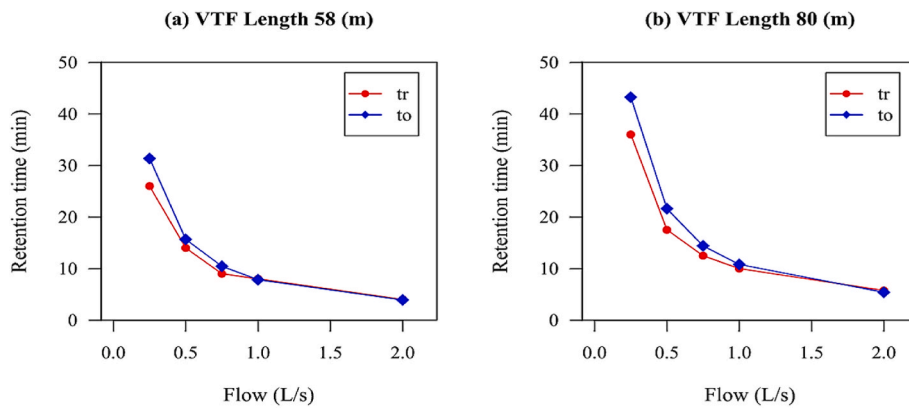 (a) VTF Length 58 (m)
Retention time (min)
50
40
30
20
10
0
tr
to
0.0 0.5 1.0 1.5 2.0
Flow (L/s)
(b) VTF Length 80 (m)
Retention time (min)
50
40
30
20
10
0
tr
to
0.0 0.5 1.0 1.5 2.0
Flow (L/s)